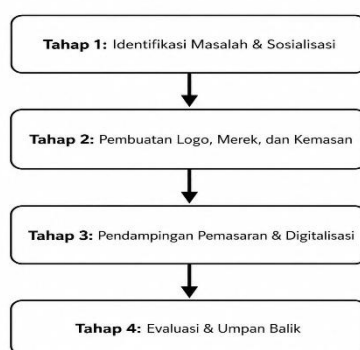 Tahap 1: Identifikasi Masalah & Sosialisasi
Tahap 2: Pembuatan Logo, Merek, dan Kemasan
Tahap 3: Pendampingan Pemasaran & Digitalisasi
Tahap 4: Evaluasi & Umpan Balik